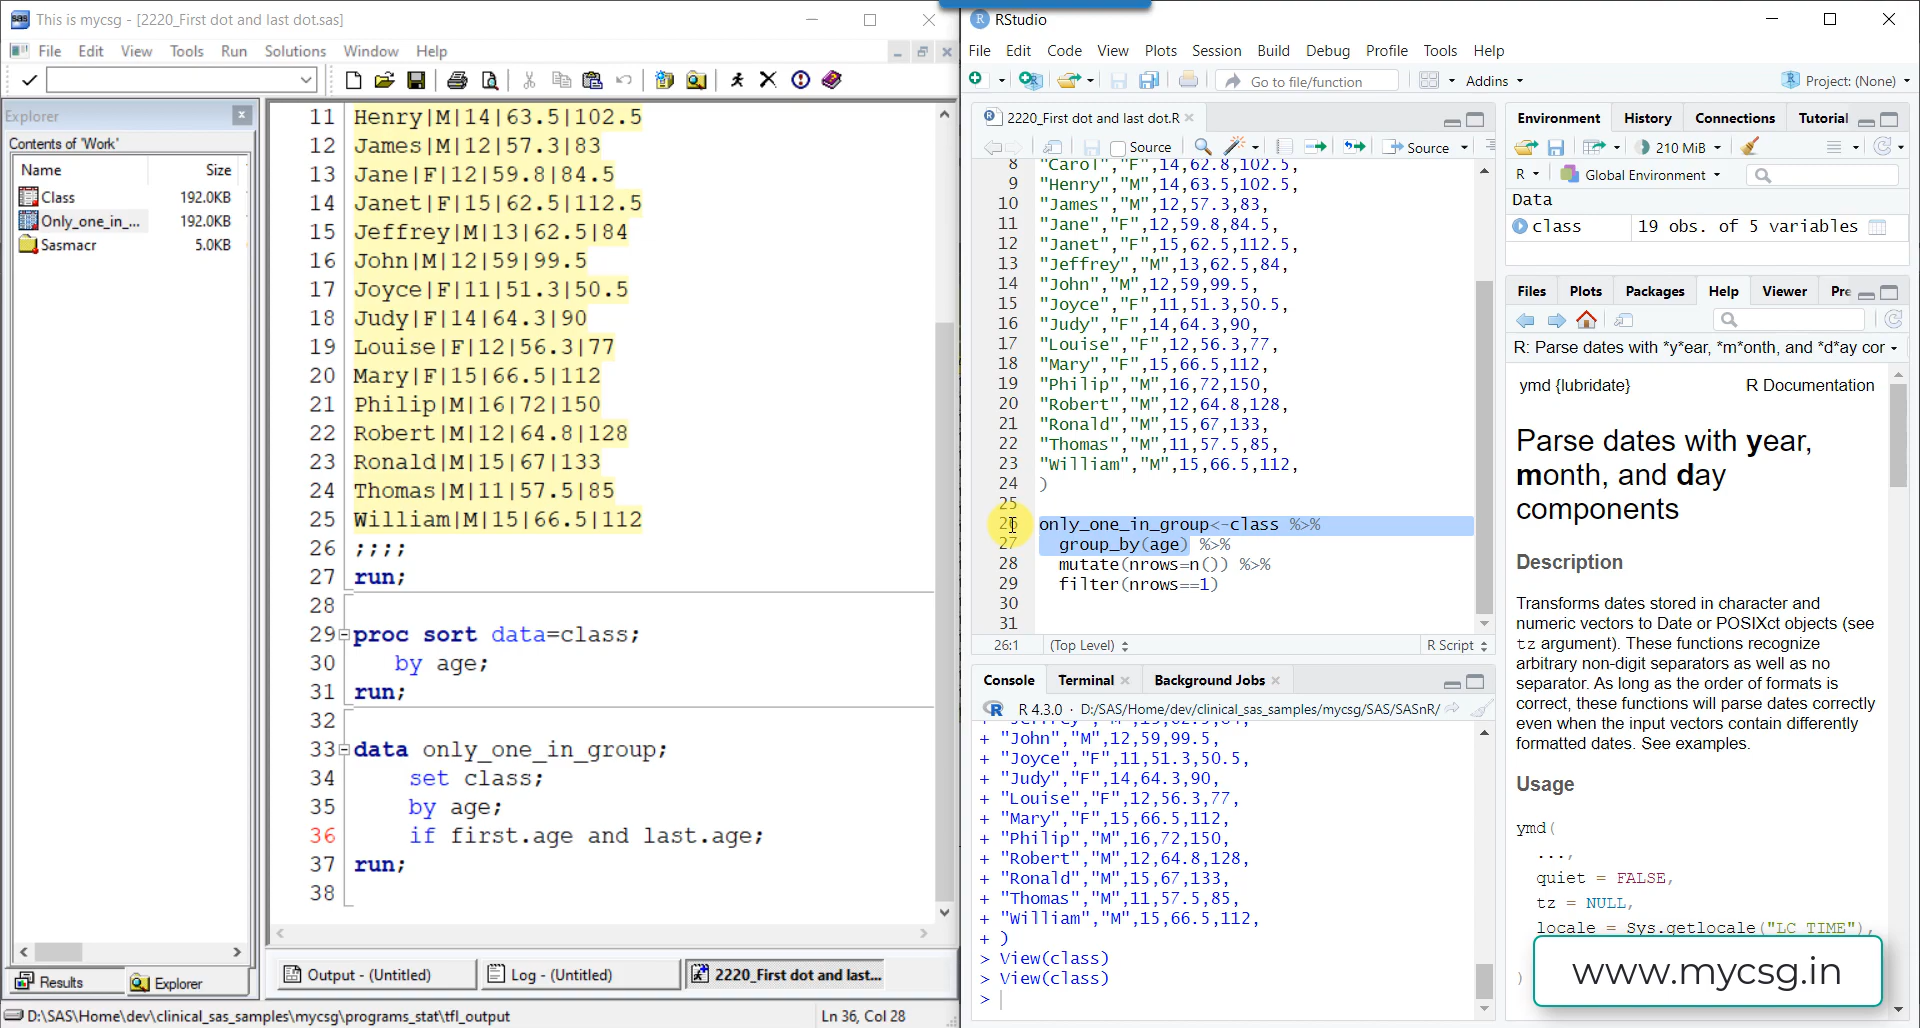 This is mycsg - [2220_First dot and last dot.sas]
File Edit View Tools Run Solutions Window Help
Explorer
Contents of 'Work'
Name Size
Class 192.0KB
Only_one_in_... 192.0KB
Sasmacr 5.0KB
11 Henry|M|14|63.5|102.5
12 James|M|12|57.3|83
13 Jane|F|12|59.8|84.5
14 Janet|F|15|62.5|112.5
15 Jeffrey|M|13|62.5|84
16 John|M|12|59|99.5
17 Joyce|F|11|51.3|50.5
18 Judy|F|14|64.3|90
19 Louise|F|12|56.3|77
20 Mary|F|15|66.5|112
21 Philip|M|16|72|150
22 Robert|M|12|64.8|128
23 Ronald|M|15|67|133
24 Thomas|M|11|57.5|85
25 William|M|15|66.5|112
26 ;;;;
27 run;
28
29 proc sort data=class;
30 by age;
31 run;
32
33 data only_one_in_group;
34 set class;
35 by age;
36 if first.age and last.age;
37 run;
38
Results Explorer
Output - (Untitled) Log - (Untitled) 2220_First dot and last...
D:\SAS\Home\dev\clinical_sas_samples\mycsg\programs_stat\tfl_output Ln 36, Col 28
RStudio
File Edit Code View Plots Session Build Debug Profile Tools Help
Go to file/function Addins Project: (None)
2220_First dot and last dot.R
Source Source
8 "Carol","F",14,62.8,102.5,
9 "Henry","M",14,63.5,102.5,
10 "James","M",12,57.3,83,
11 "Jane","F",12,59.8,84.5,
12 "Janet","F",15,62.5,112.5,
13 "Jeffrey","M",13,62.5,84,
14 "John","M",12,59,99.5,
15 "Joyce","F",11,51.3,50.5,
16 "Judy","F",14,64.3,90,
17 "Louise","F",12,56.3,77,
18 "Mary","F",15,66.5,112,
19 "Philip","M",16,72,150,
20 "Robert","M",12,64.8,128,
21 "Ronald","M",15,67,133,
22 "Thomas","M",11,57.5,85,
23 "William","M",15,66.5,112,
24 )
25
26 only_one_in_group<-class %>%
27 group_by(age) %>%
28 mutate(nrows=n()) %>%
29 filter(nrows==1)
30
31
26:1 (Top Level) R Script
Console Terminal Background Jobs
R 4.3.0 · D:/SAS/Home/dev/clinical_sas_samples/mycsg/SAS/SASnR/
+ "Jeffrey","M",13,62.5,84,
+ "John","M",12,59,99.5,
+ "Joyce","F",11,51.3,50.5,
+ "Judy","F",14,64.3,90,
+ "Louise","F",12,56.3,77,
+ "Mary","F",15,66.5,112,
+ "Philip","M",16,72,150,
+ "Robert","M",12,64.8,128,
+ "Ronald","M",15,67,133,
+ "Thomas","M",11,57.5,85,
+ "William","M",15,66.5,112,
+ )
> View(class)
> View(class)
>
Environment History Connections Tutorial
210 MiB
R Global Environment
Data
class 19 obs. of 5 variables
Files Plots Packages Help Viewer Pre
R: Parse dates with *y*ear, *m*onth, and *d*ay cor
ymd {lubridate} R Documentation
Parse dates with year,
month, and day
components
Description
Transforms dates stored in character and
numeric vectors to Date or POSIXct objects (see
tz argument). These functions recognize
arbitrary non-digit separators as well as no
separator. As long as the order of formats is
correct, these functions will parse dates correctly
even when the input vectors contain differently
formatted dates. See examples.
Usage
ymd(
...,
quiet = FALSE,
tz = NULL,
locale = Sys.getlocale("LC_TIME"),
)
www.mycsg.in